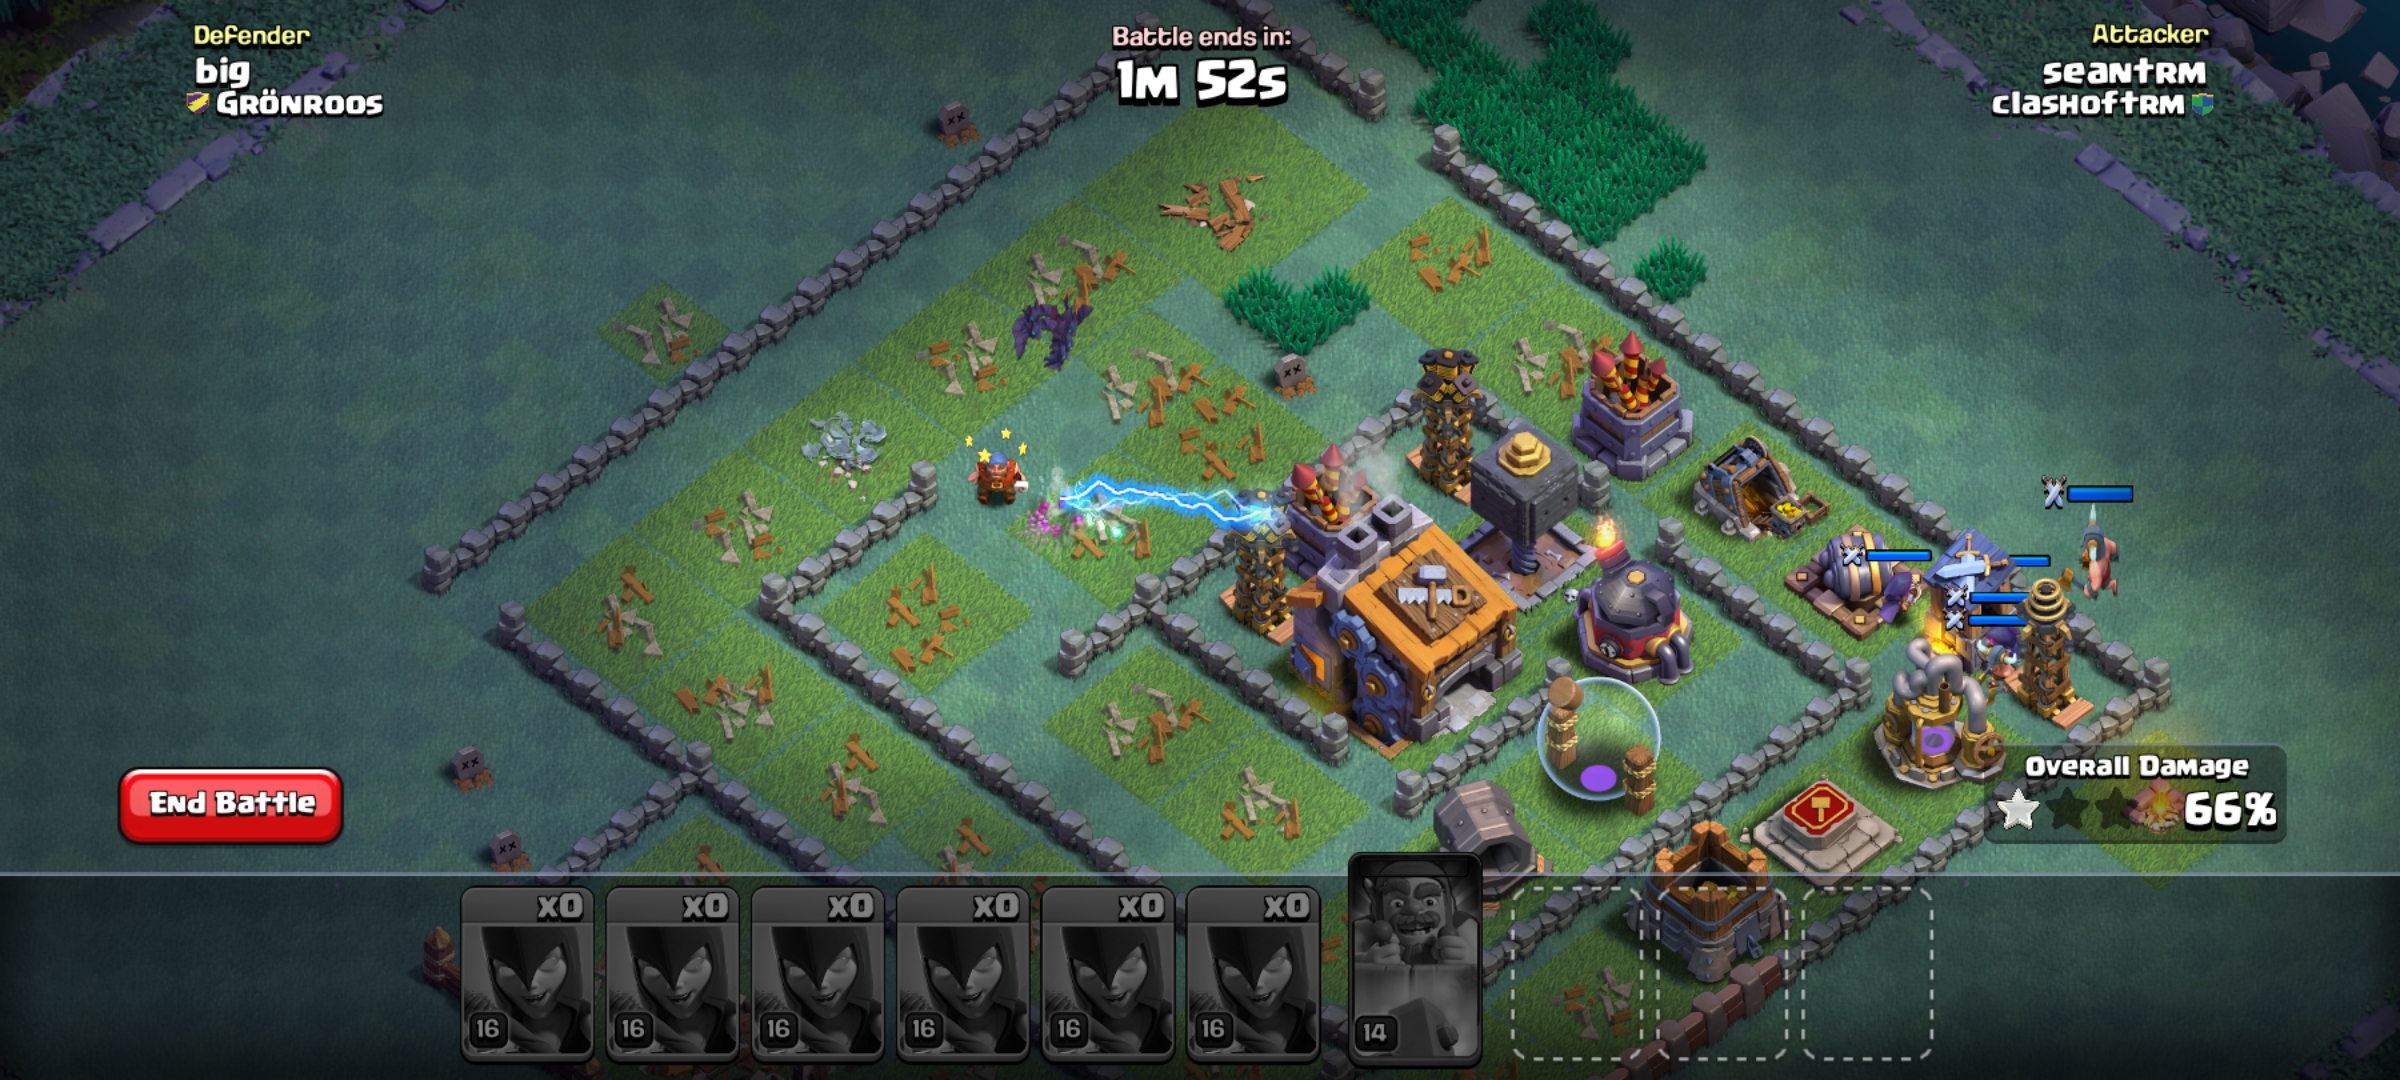 Defender
big
GRÖNROOS
Battle ends in:
1M 52s
Attacker
seantRM
clashoftRM
End Battle
Overall Damage
66%
x0
x0
x0
x0
x0
x0
16
16
16
16
16
16
14